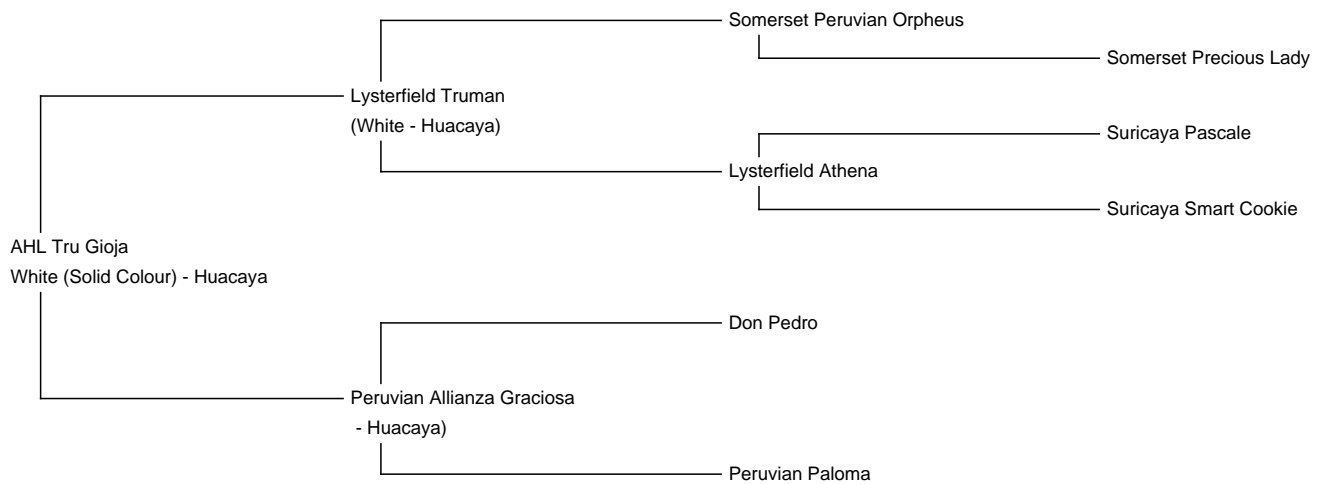 Somerset Peruvian Orpheus
Somerset Precious Lady
Lysterfield Truman
(White - Huacaya)
Suricaya Pascale
Lysterfield Athena
Suricaya Smart Cookie
AHL Tru Gioja
White (Solid Colour) - Huacaya
Don Pedro
Peruvian Allianza Graciosa
- Huacaya)
Peruvian Paloma